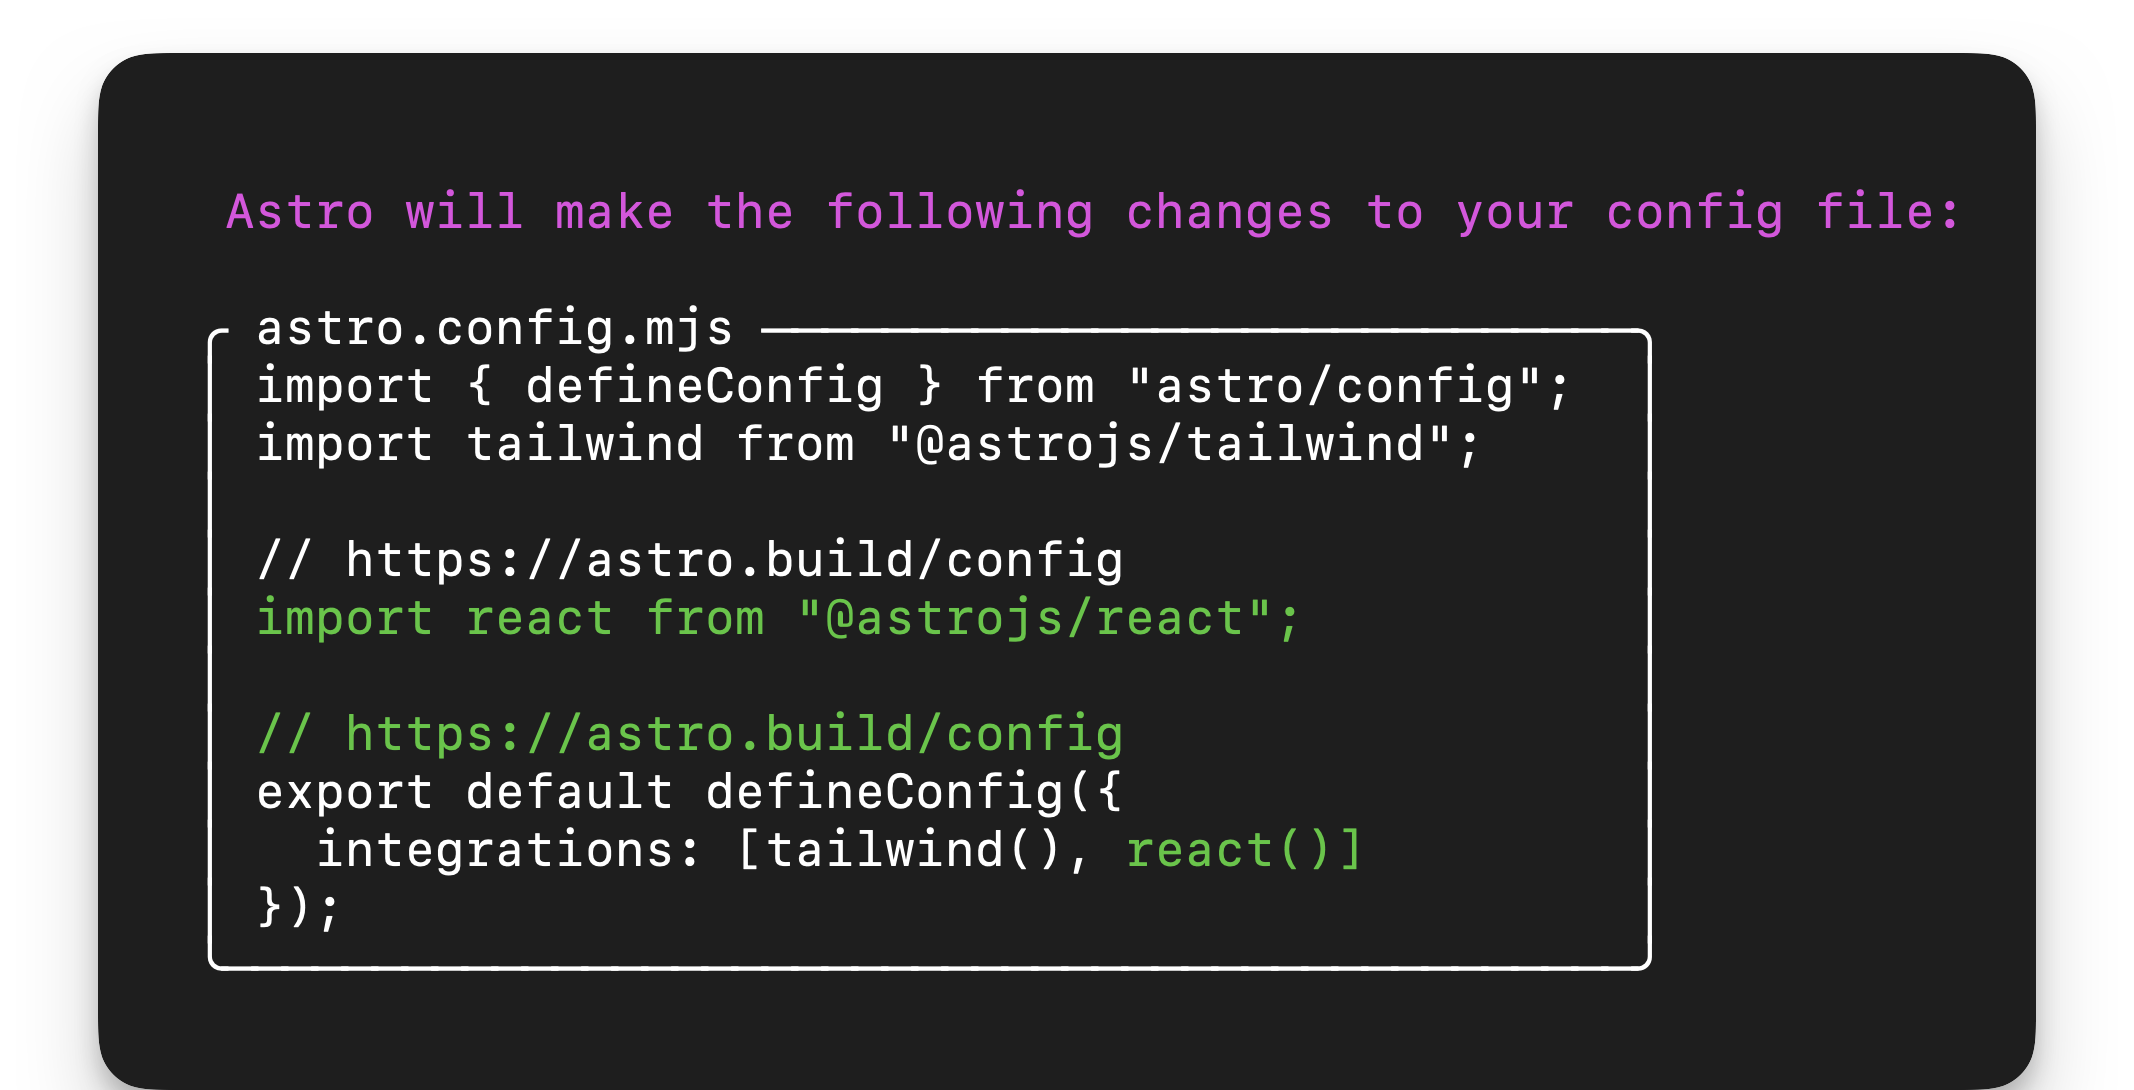 Astro will make the following changes to your config file:
astro.config.mjs
import { defineConfig } from "astro/config";
import tailwind from "@astrojs/tailwind";
// https://astro.build/config
import react from "@astrojs/react";
// https://astro.build/config
export default defineConfig({
  integrations: [tailwind(), react()]
});